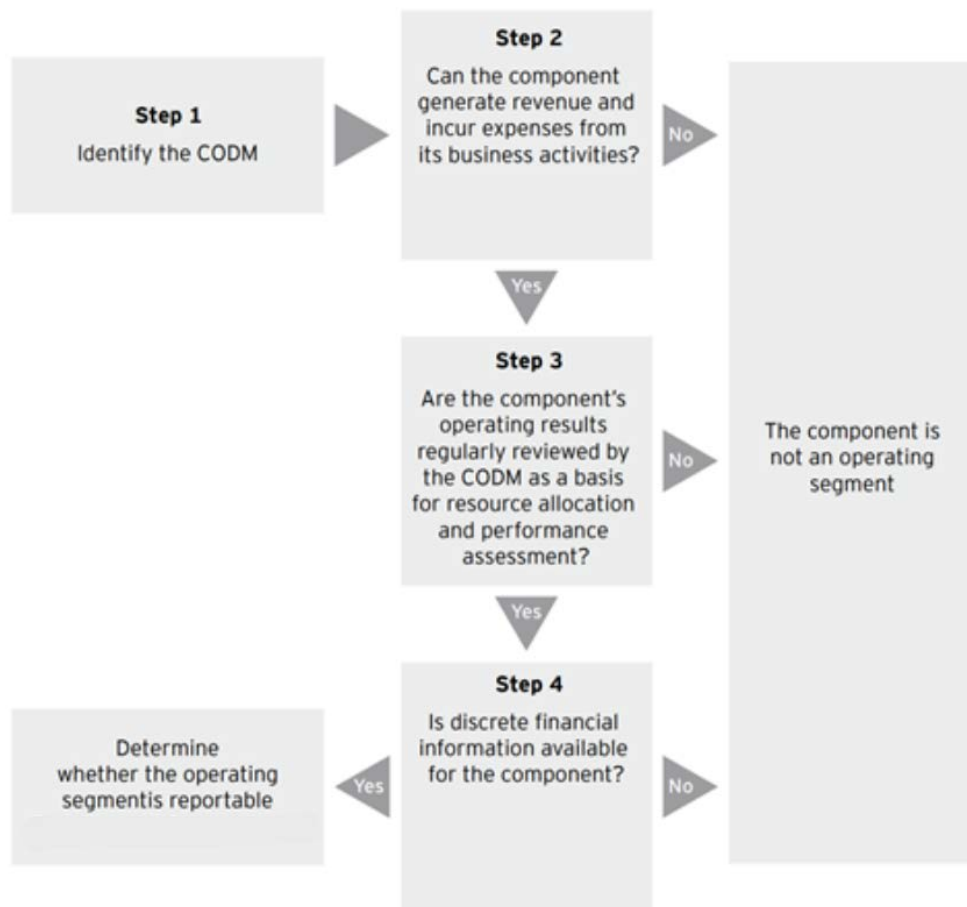 Step 1
Identify the CODM
Step 2
Can the component
generate revenue and
incur expenses from
its business activities?
No
Yes
Step 3
Are the component's
operating results
regularly reviewed by
the CODM as a basis
for resource allocation
and performance
assessment?
No
Yes
Step 4
Is discrete financial
information available
for the component?
No
Yes
Determine
whether the operating
segmentis reportable
The component is
not an operating
segment